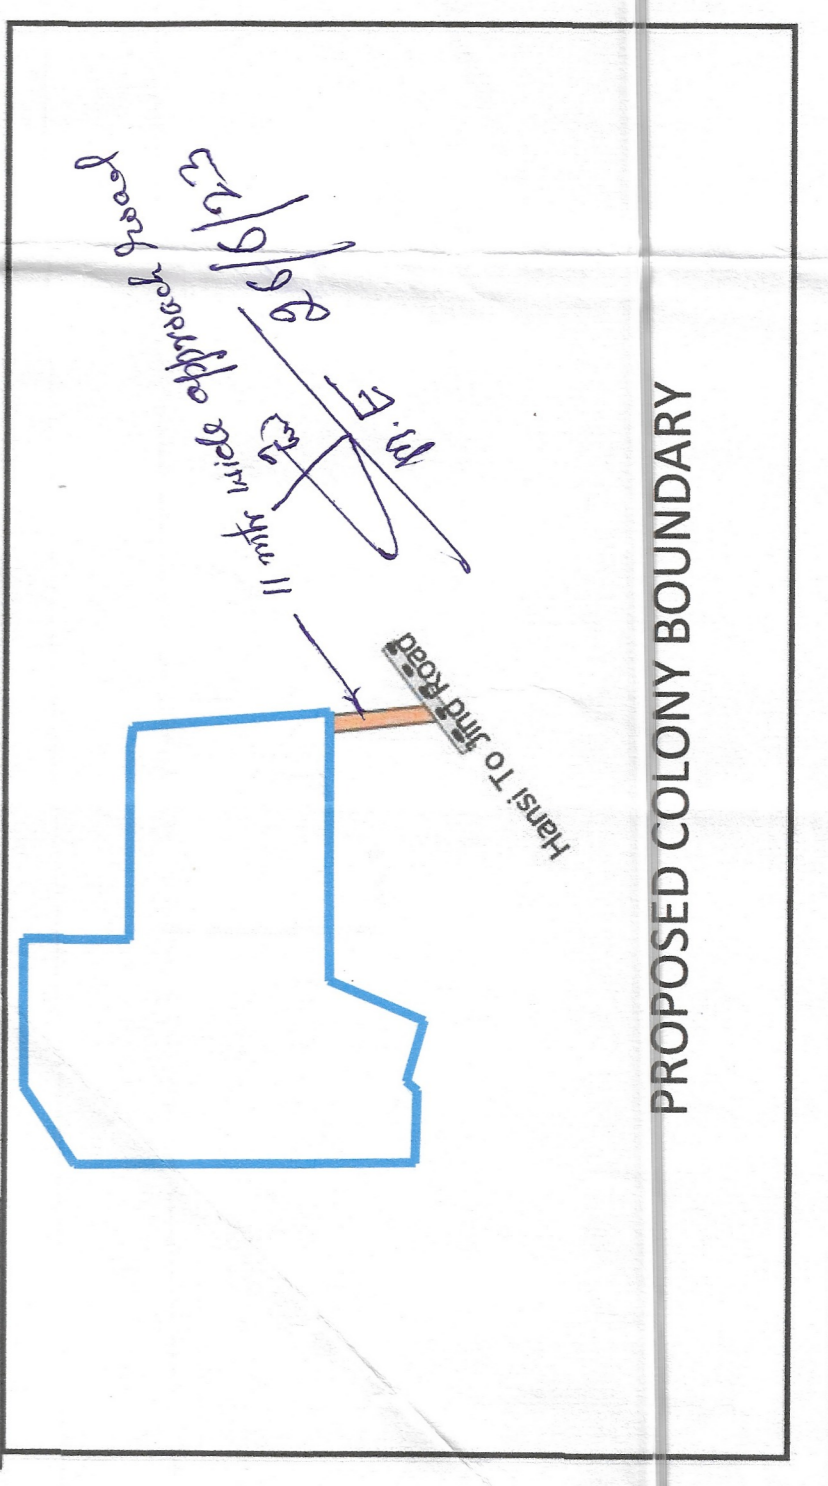 PROPOSED COLONY BOUNDARY
Hansi To Jind Road
11 mtr wide approach road
M.E
26/6/23